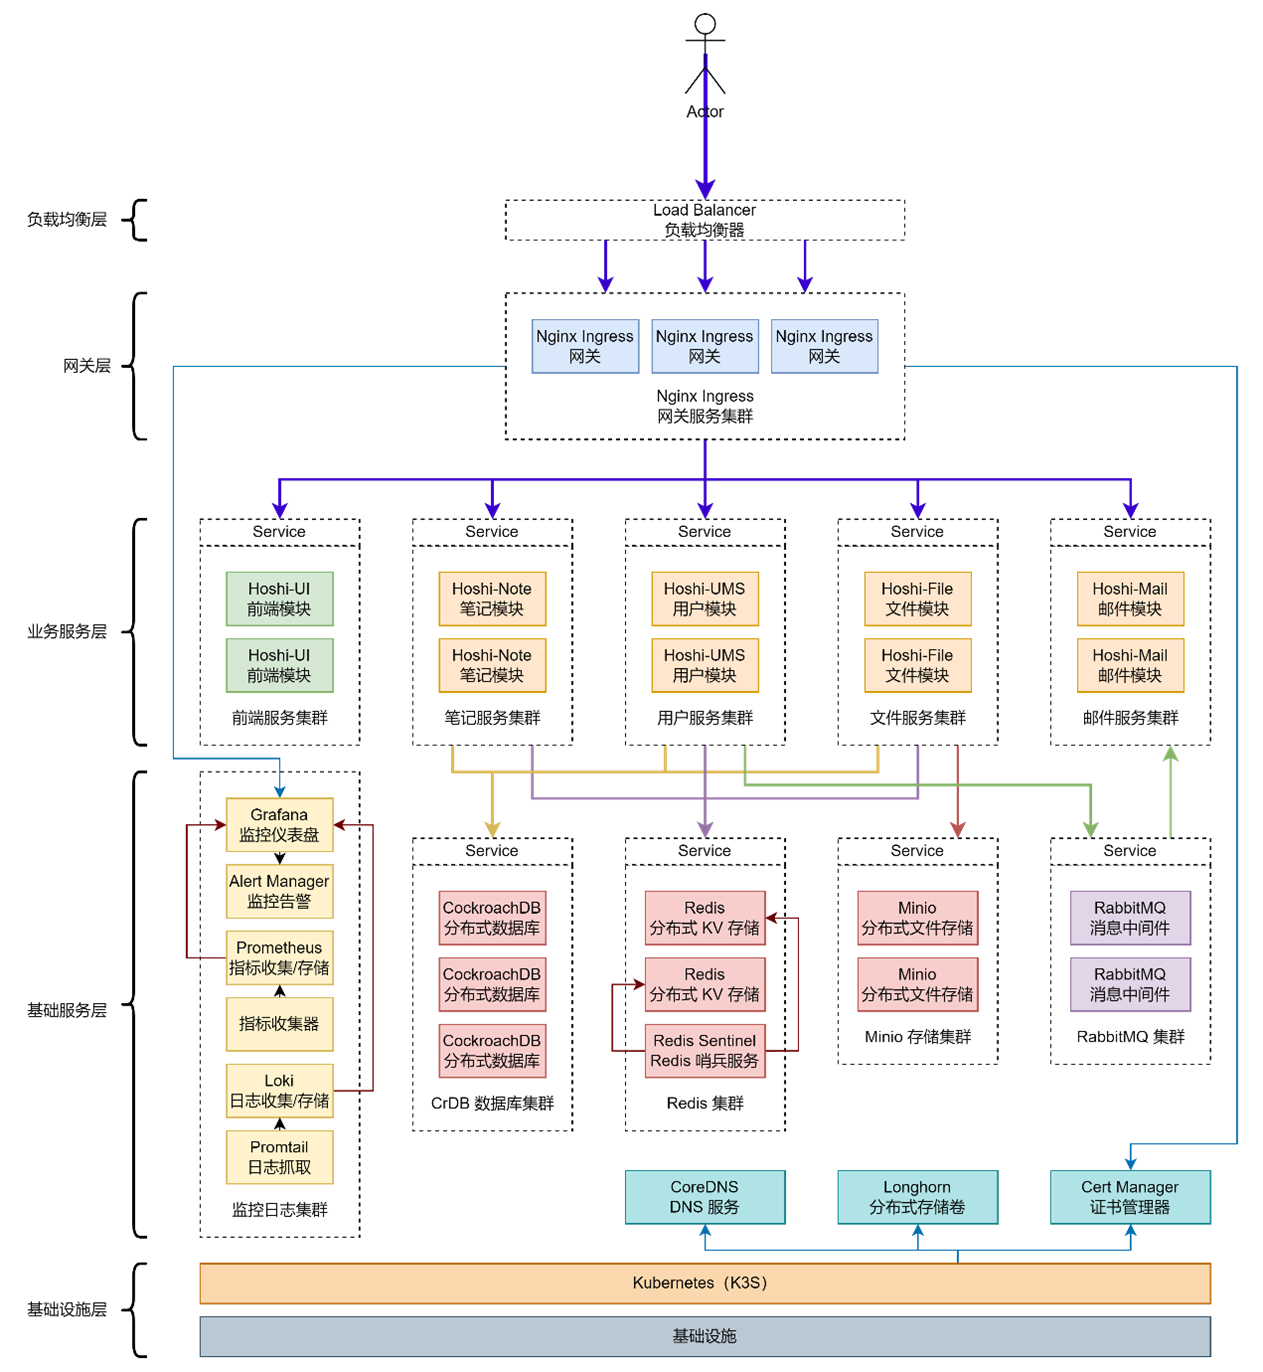 Actor
负载均衡层
Load Balancer
负载均衡器
网关层
Nginx Ingress
网关
Nginx Ingress
网关
Nginx Ingress
网关
Nginx Ingress
网关服务集群
业务服务层
Service
Hoshi-UI
前端模块
Hoshi-UI
前端模块
前端服务集群
Service
Hoshi-Note
笔记模块
Hoshi-Note
笔记模块
笔记服务集群
Service
Hoshi-UMS
用户模块
Hoshi-UMS
用户模块
用户服务集群
Service
Hoshi-File
文件模块
Hoshi-File
文件模块
文件服务集群
Service
Hoshi-Mail
邮件模块
Hoshi-Mail
邮件模块
邮件服务集群
基础服务层
Grafana
监控仪表盘
Alert Manager
监控告警
Prometheus
指标收集/存储
指标收集器
Loki
日志收集/存储
Promtail
日志抓取
监控日志集群
Service
CockroachDB
分布式数据库
CockroachDB
分布式数据库
CockroachDB
分布式数据库
CrDB 数据库集群
Service
Redis
分布式 KV 存储
Redis
分布式 KV 存储
Redis Sentinel
Redis 哨兵服务
Redis 集群
Service
Minio
分布式文件存储
Minio
分布式文件存储
Minio 存储集群
Service
RabbitMQ
消息中间件
RabbitMQ
消息中间件
RabbitMQ 集群
CoreDNS
DNS 服务
Longhorn
分布式存储卷
Cert Manager
证书管理器
基础设施层
Kubernetes（K3S）
基础设施